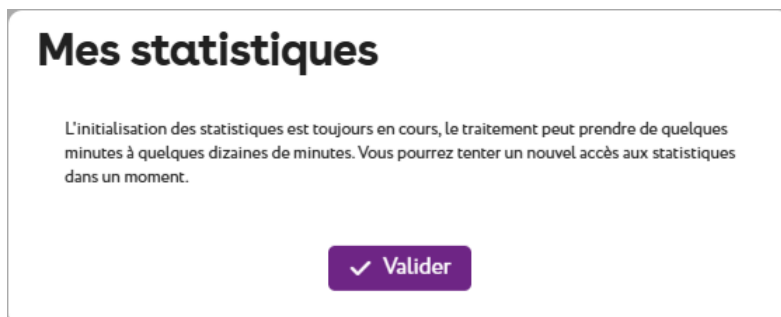 Mes statistiques
L'initialisation des statistiques est toujours en cours, le traitement peut prendre de quelques
minutes à quelques dizaines de minutes. Vous pourrez tenter un nouvel accès aux statistiques
dans un moment.
Valider